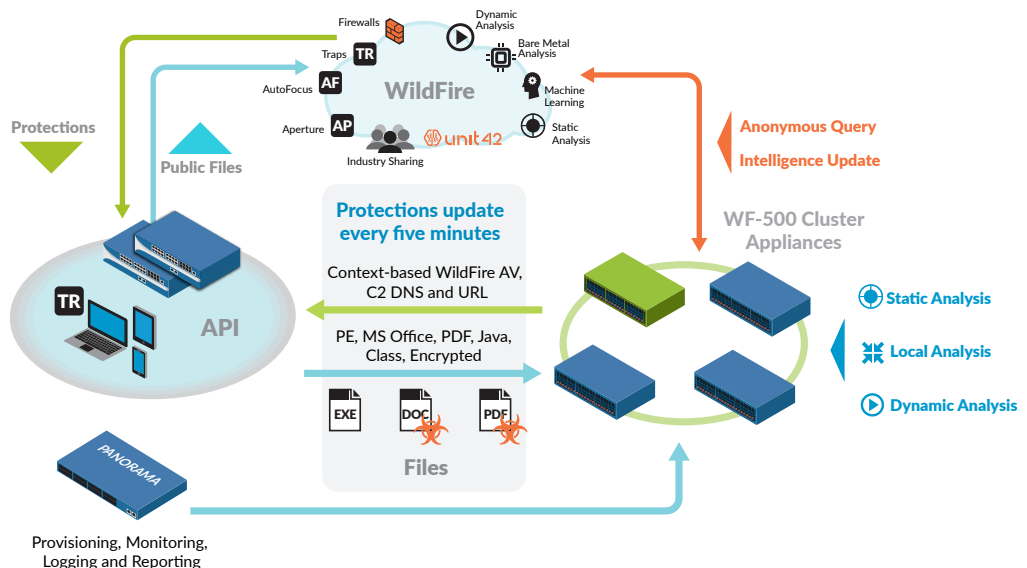 Firewalls
Dynamic
Analysis
Traps
TR
Bare Metal
Analysis
AutoFocus
AF
WildFire
Machine
Learning
Aperture
AP
unit42
Static
Analysis
Industry Sharing
Protections
Public Files
Anonymous Query
Intelligence Update
Protections update
every five minutes
Context-based WildFire AV,
C2 DNS and URL
PE, MS Office, PDF, Java,
Class, Encrypted
EXE
DOC
PDF
Files
TR
API
WF-500 Cluster
Appliances
Static Analysis
Local Analysis
Dynamic Analysis
PANORAMA
Provisioning, Monitoring,
Logging and Reporting